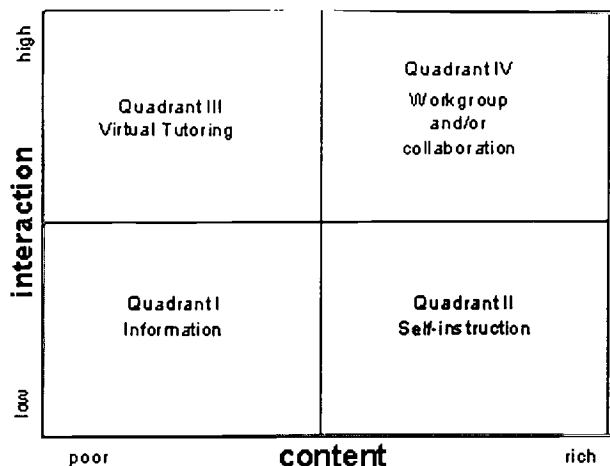 high
Quadrant III
Virtual Tutoring
Quadrant IV
Workgroup
and/or
collaboration
interaction
Quadrant I
Information
Quadrant II
Self-instruction
low
poor
content
rich